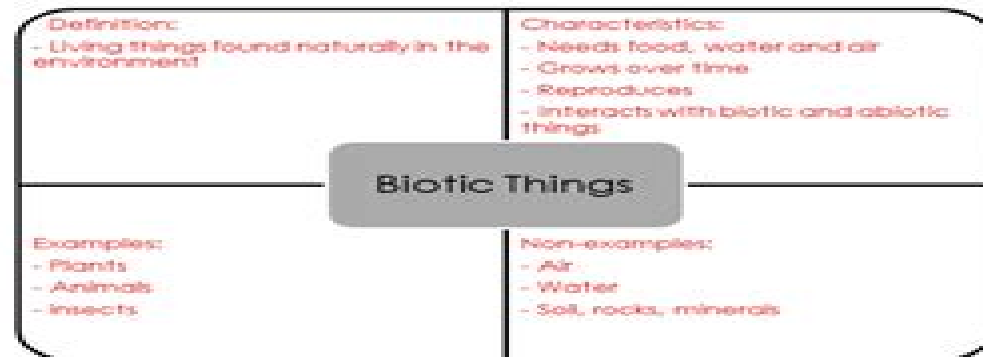 Definition:
- Living things found naturally in the
environment
Characteristics:
- Needs food, water and air
- Grows over time
- Reproduces
- Interacts with biotic and abiotic
things
Biotic Things
Examples:
- Plants
- Animals
- Insects
Non-examples:
- Air
- Water
- Soil, rocks, minerals